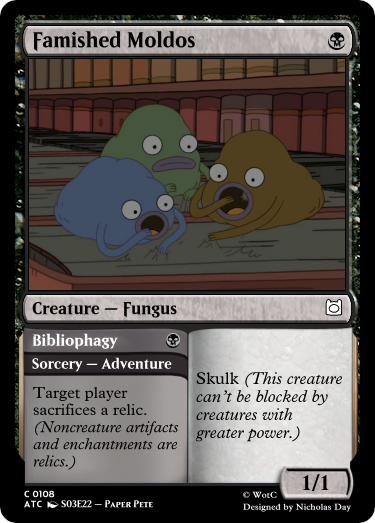 Famished Moldos
Creature — Fungus
Bibliophagy
Sorcery — Adventure
Target player
sacrifices a relic.
(Noncreature artifacts
and enchantments are
relics.)
Skulk (This creature
can't be blocked by
creatures with
greater power.)
1/1
C 0108
ATC S03E22 – Paper Pete
© WotC
Designed by Nicholas Day